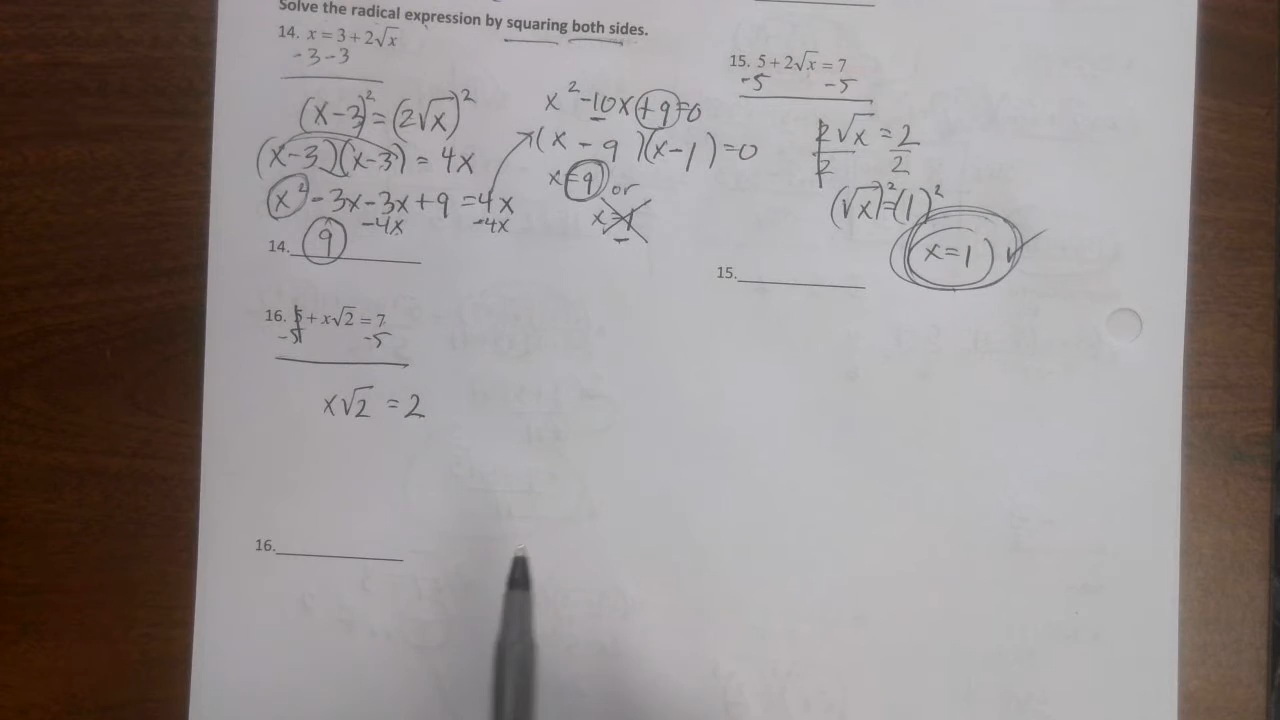 Solve the radical expression by squaring both sides.
14. x = 3 + 2√x
-3 -3
(x-3)² = (2√x)²
(x-3)(x-3) = 4x
x² - 3x - 3x + 9 = 4x
-4x -4x
x² - 10x + 9 = 0
(x - 9)(x - 1) = 0
x = 9 or
x = 1
14. 9
15. 5 + 2√x = 7
-5 -5
2√x = 2
2 2
(√x)² = (1)²
x = 1 ✓
15.
16. 5 + x√2 = 7
-5 -5
x√2 = 2
16.